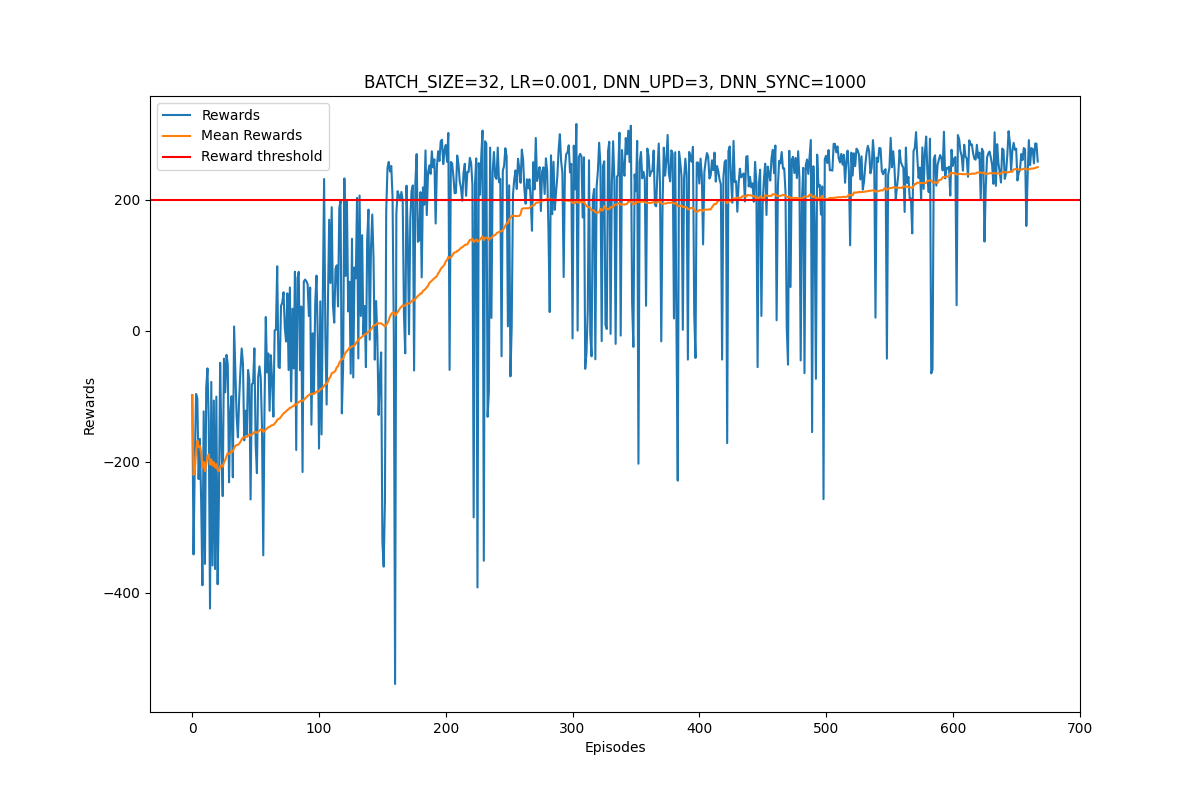 BATCH_SIZE=32, LR=0.001, DNN_UPD=3, DNN_SYNC=1000
Rewards
Mean Rewards
Reward threshold
200
0
−200
−400
Rewards
0 100 200 300 400 500 600 700
Episodes